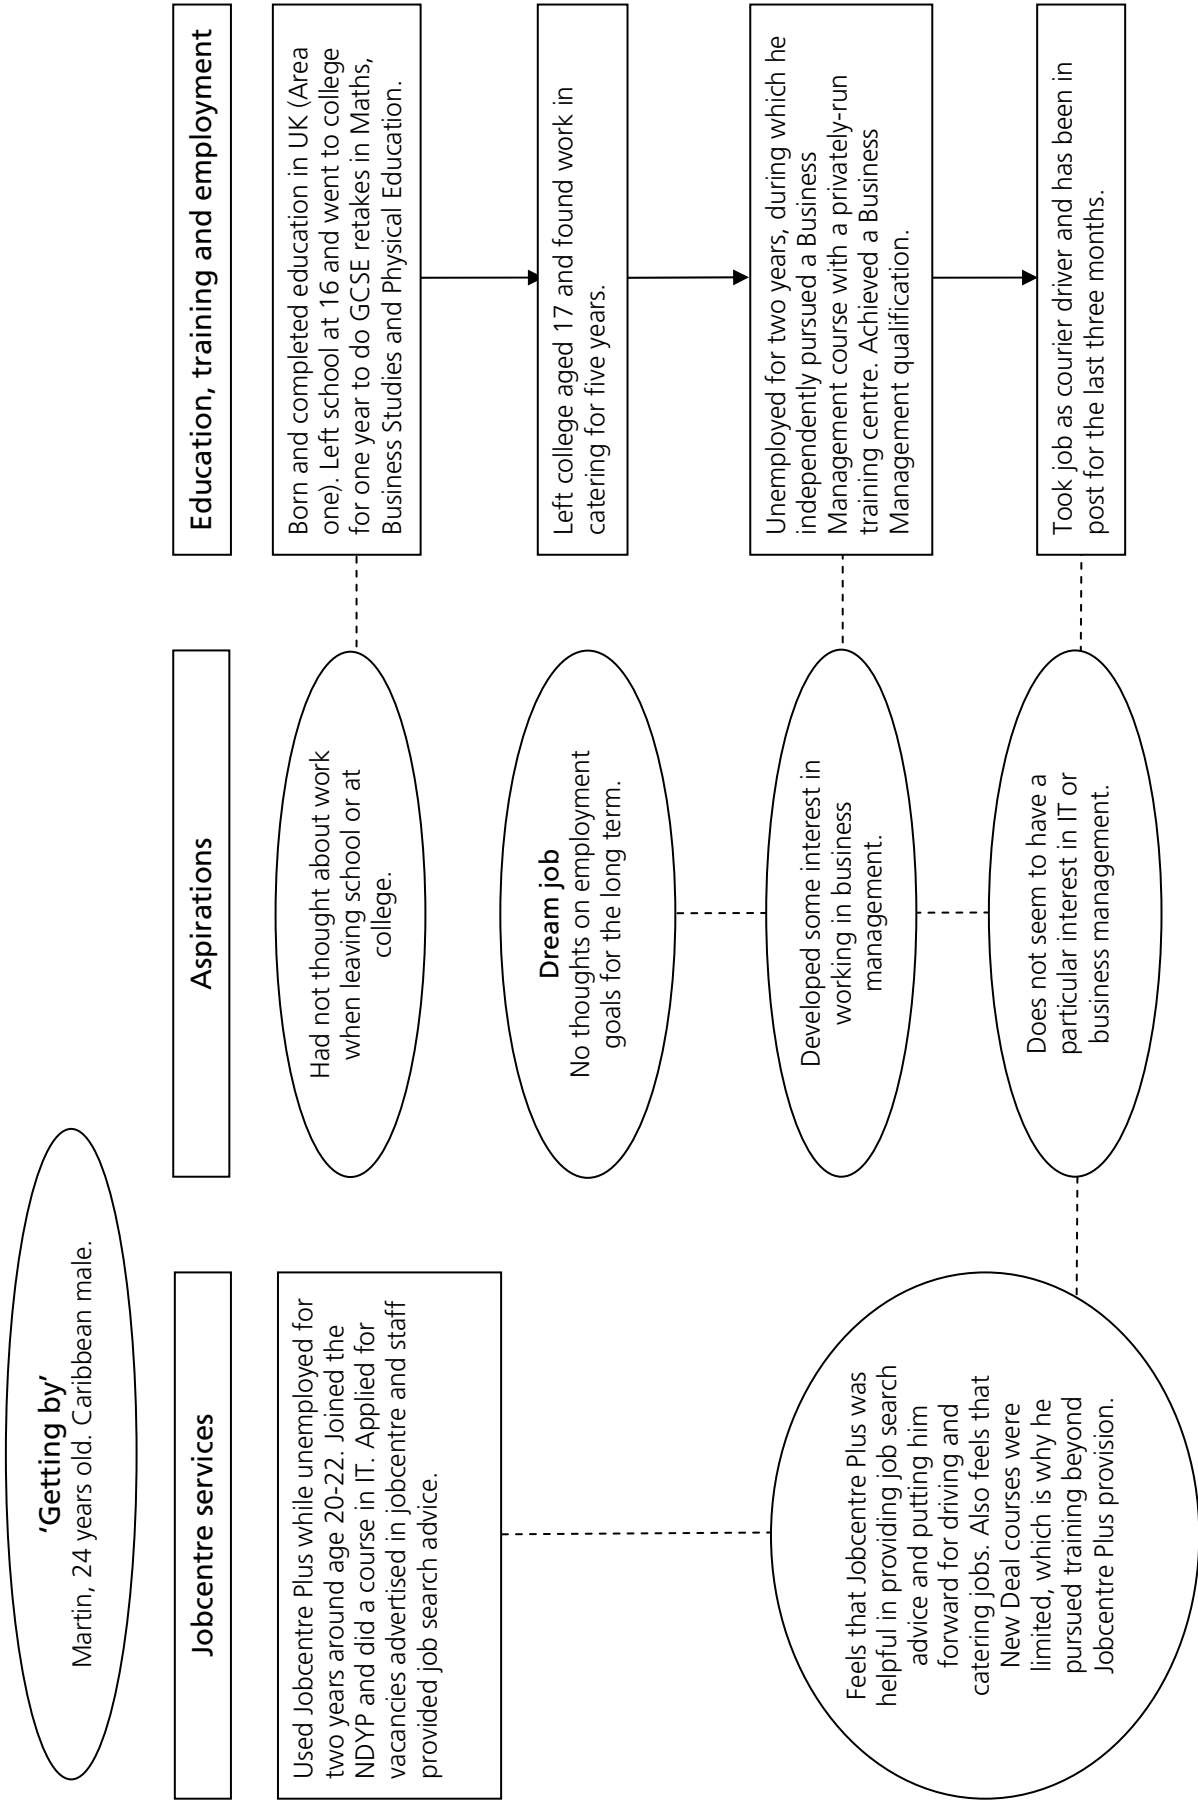 'Getting by'
Martin, 24 years old. Caribbean male.
Jobcentre services
Used Jobcentre Plus while unemployed for
two years around age 20-22. Joined the
NDYP and did a course in IT. Applied for
vacancies advertised in jobcentre and staff
provided job search advice.
Feels that Jobcentre Plus was
helpful in providing job search
advice and putting him
forward for driving and
catering jobs. Also feels that
New Deal courses were
limited, which is why he
pursued training beyond
Jobcentre Plus provision.
Aspirations
Had not thought about work
when leaving school or at
college.
Dream job
No thoughts on employment
goals for the long term.
Developed some interest in
working in business
management.
Does not seem to have a
particular interest in IT or
business management.
Education, training and employment
Born and completed education in UK (Area
one). Left school at 16 and went to college
for one year to do GCSE retakes in Maths,
Business Studies and Physical Education.
Left college aged 17 and found work in
catering for five years.
Unemployed for two years, during which he
independently pursued a Business
Management course with a privately-run
training centre. Achieved a Business
Management qualification.
Took job as courier driver and has been in
post for the last three months.